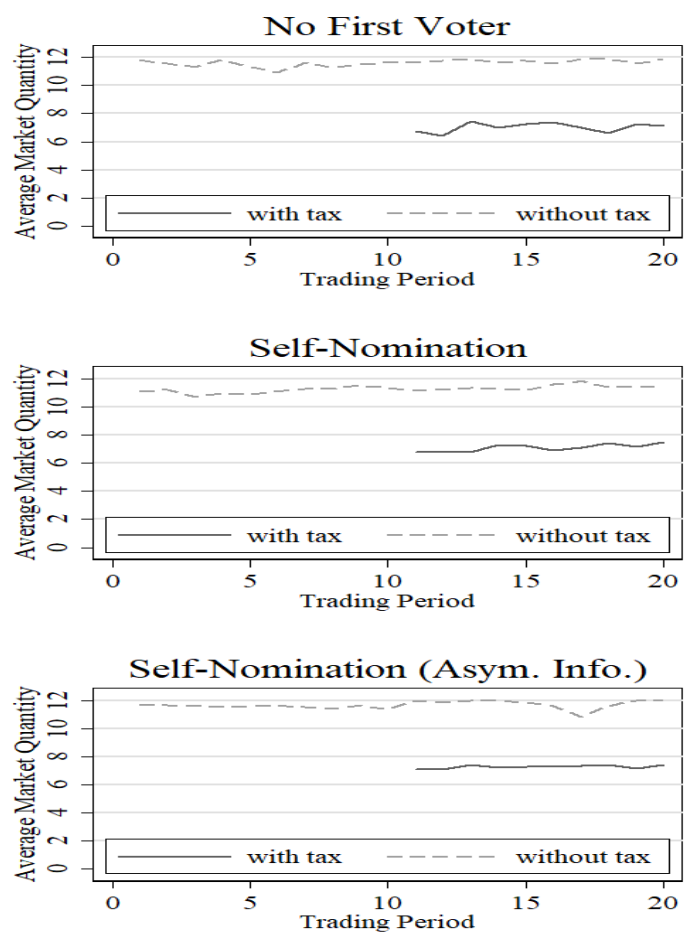 No First Voter
Average Market Quantity
12
10
8
6
4
2
0
with tax without tax
0 5 10 15 20
Trading Period
Self-Nomination
Average Market Quantity
12
10
8
6
4
2
0
with tax without tax
0 5 10 15 20
Trading Period
Self-Nomination (Asym. Info.)
Average Market Quantity
12
10
8
6
4
2
0
with tax without tax
0 5 10 15 20
Trading Period